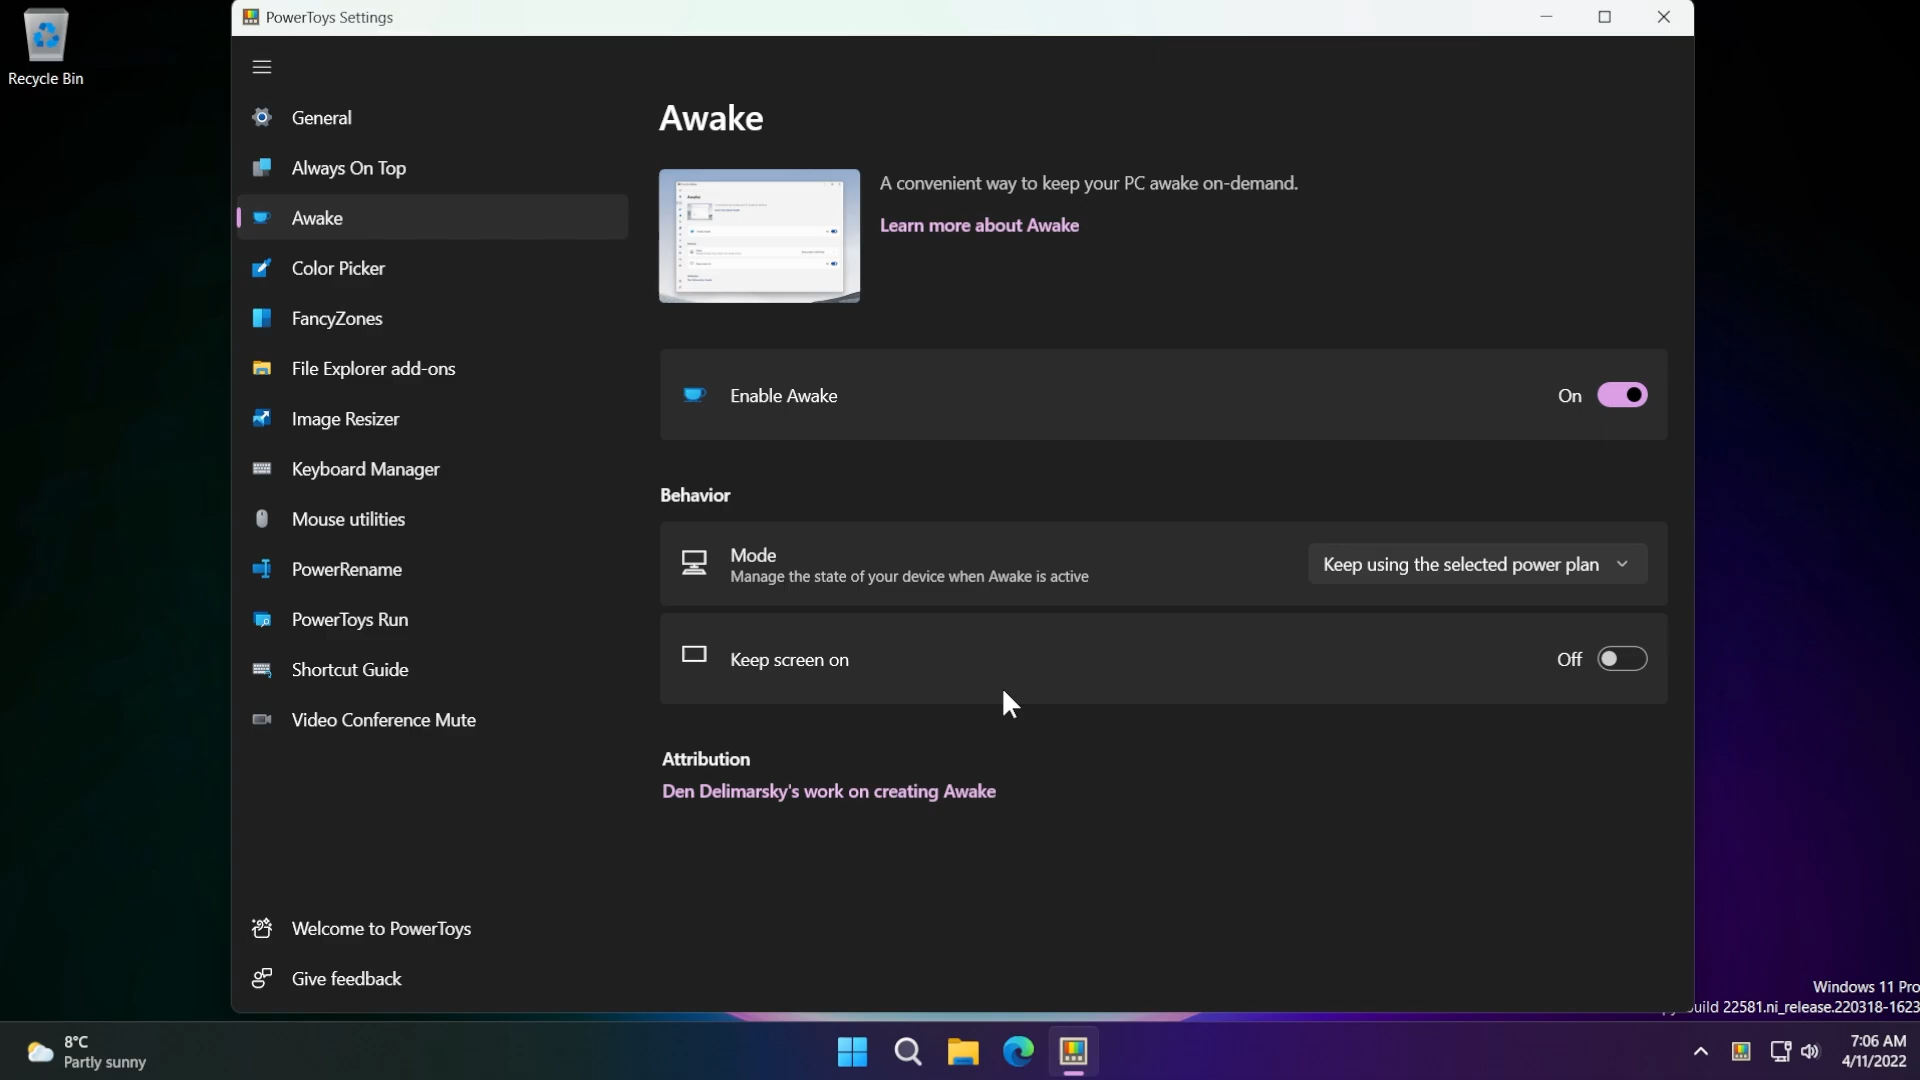 PowerToys Settings
Recycle Bin
General
Always On Top
Awake
Color Picker
FancyZones
File Explorer add-ons
Image Resizer
Keyboard Manager
Mouse utilities
PowerRename
PowerToys Run
Shortcut Guide
Video Conference Mute
Welcome to PowerToys
Give feedback
Awake
A convenient way to keep your PC awake on-demand.
Learn more about Awake
Enable Awake
On
Behavior
Mode
Manage the state of your device when Awake is active
Keep using the selected power plan
Keep screen on
Off
Attribution
Den Delimarsky's work on creating Awake
Windows 11 Pro
22581.ni_release.220318-1623
8°C
Partly sunny
7:06 AM
4/11/2022